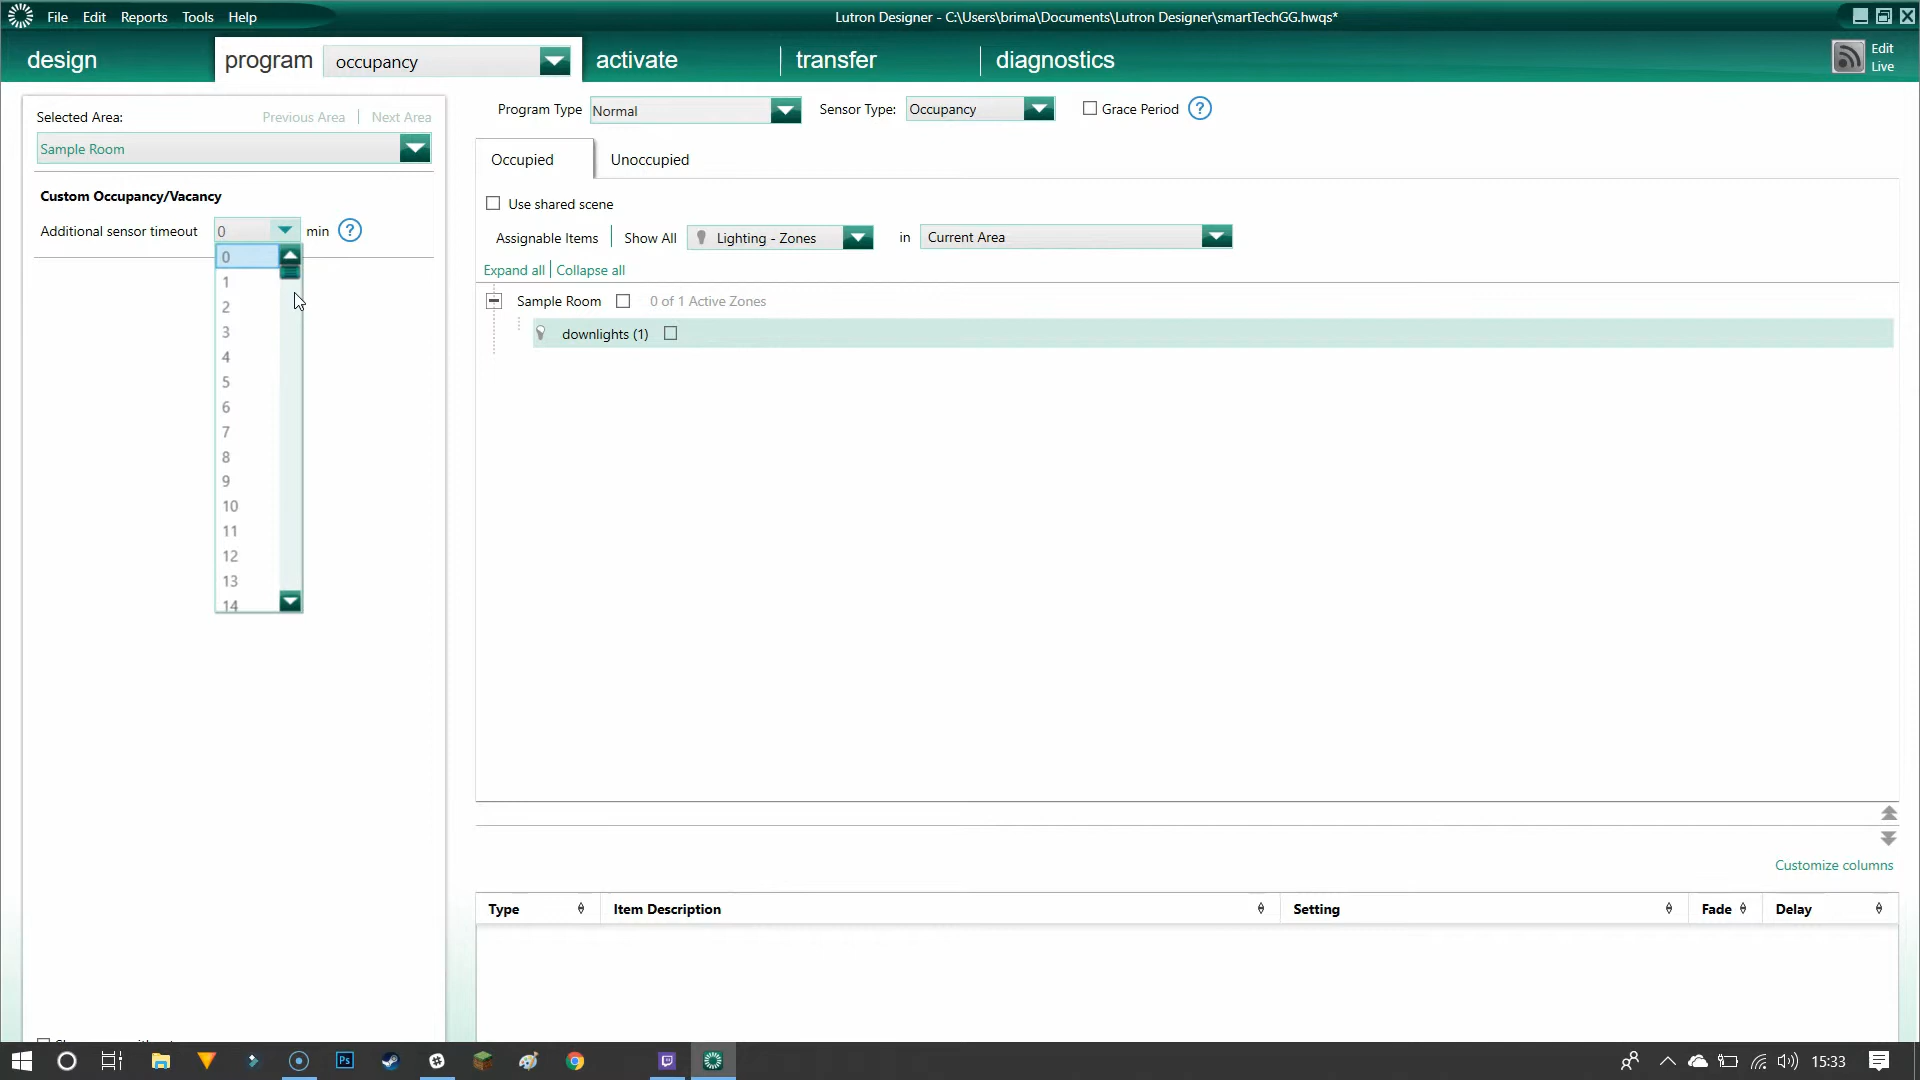 File Edit Reports Tools Help
Lutron Designer - C:\Users\brima\Documents\Lutron Designer\smartTechGG.hwqs*
design program occupancy activate transfer diagnostics
Edit
Live
Selected Area: Previous Area Next Area
Sample Room
Custom Occupancy/Vacancy
Additional sensor timeout 0 min ?
0
1
2
3
4
5
6
7
8
9
10
11
12
13
14
Program Type Normal Sensor Type: Occupancy Grace Period ?
Occupied Unoccupied
Use shared scene
Assignable Items Show All Lighting - Zones in Current Area
Expand all Collapse all
Sample Room 0 of 1 Active Zones
downlights (1)
Customize columns
Type Item Description Setting Fade Delay
Ps 15:33